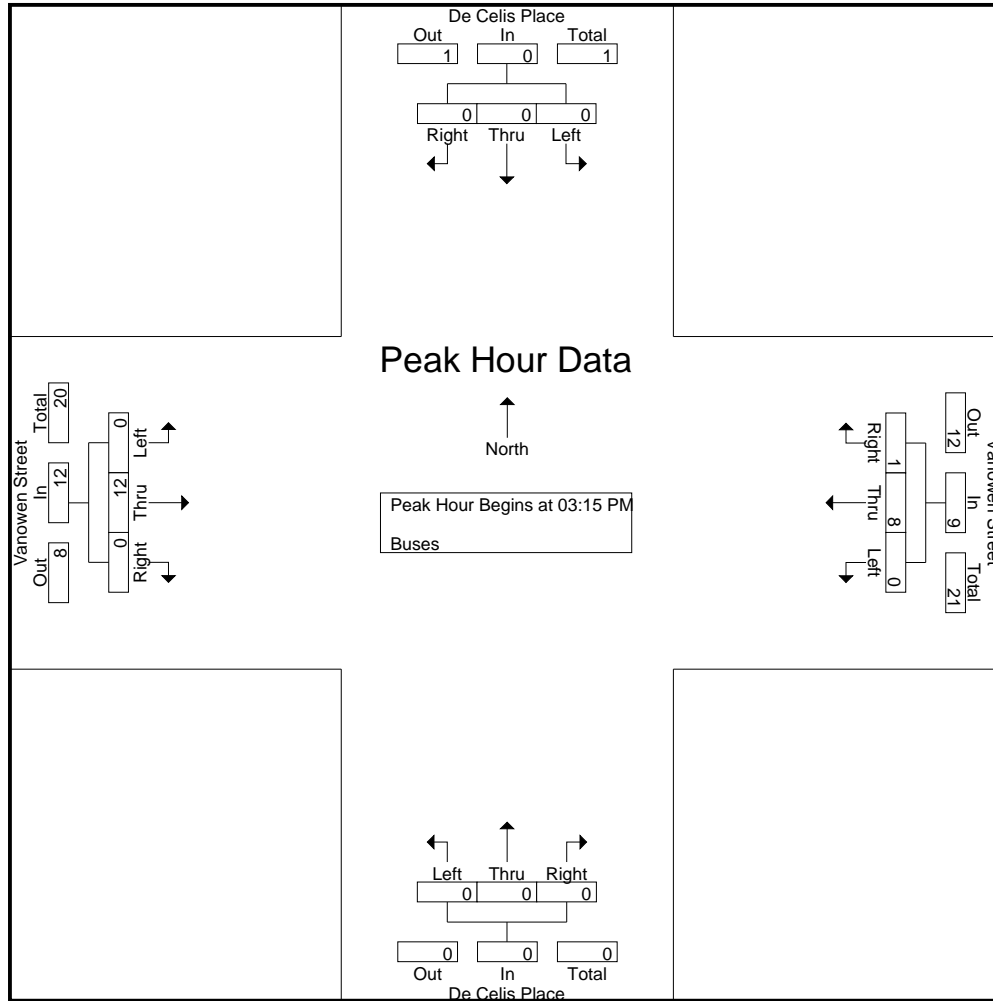 De Celis Place
Out In Total
1 0 1
0 0 0
Right Thru Left
Peak Hour Data
North
Peak Hour Begins at 03:15 PM
Buses
Vanowen Street
Out In Total
8 12 20
0 12 0
Right Thru Left
Vanowen Street
Out In Total
12 9 21
1 8 0
Right Thru Left
Left Thru Right
0 0 0
0 0 0
Out In Total
De Celis Place